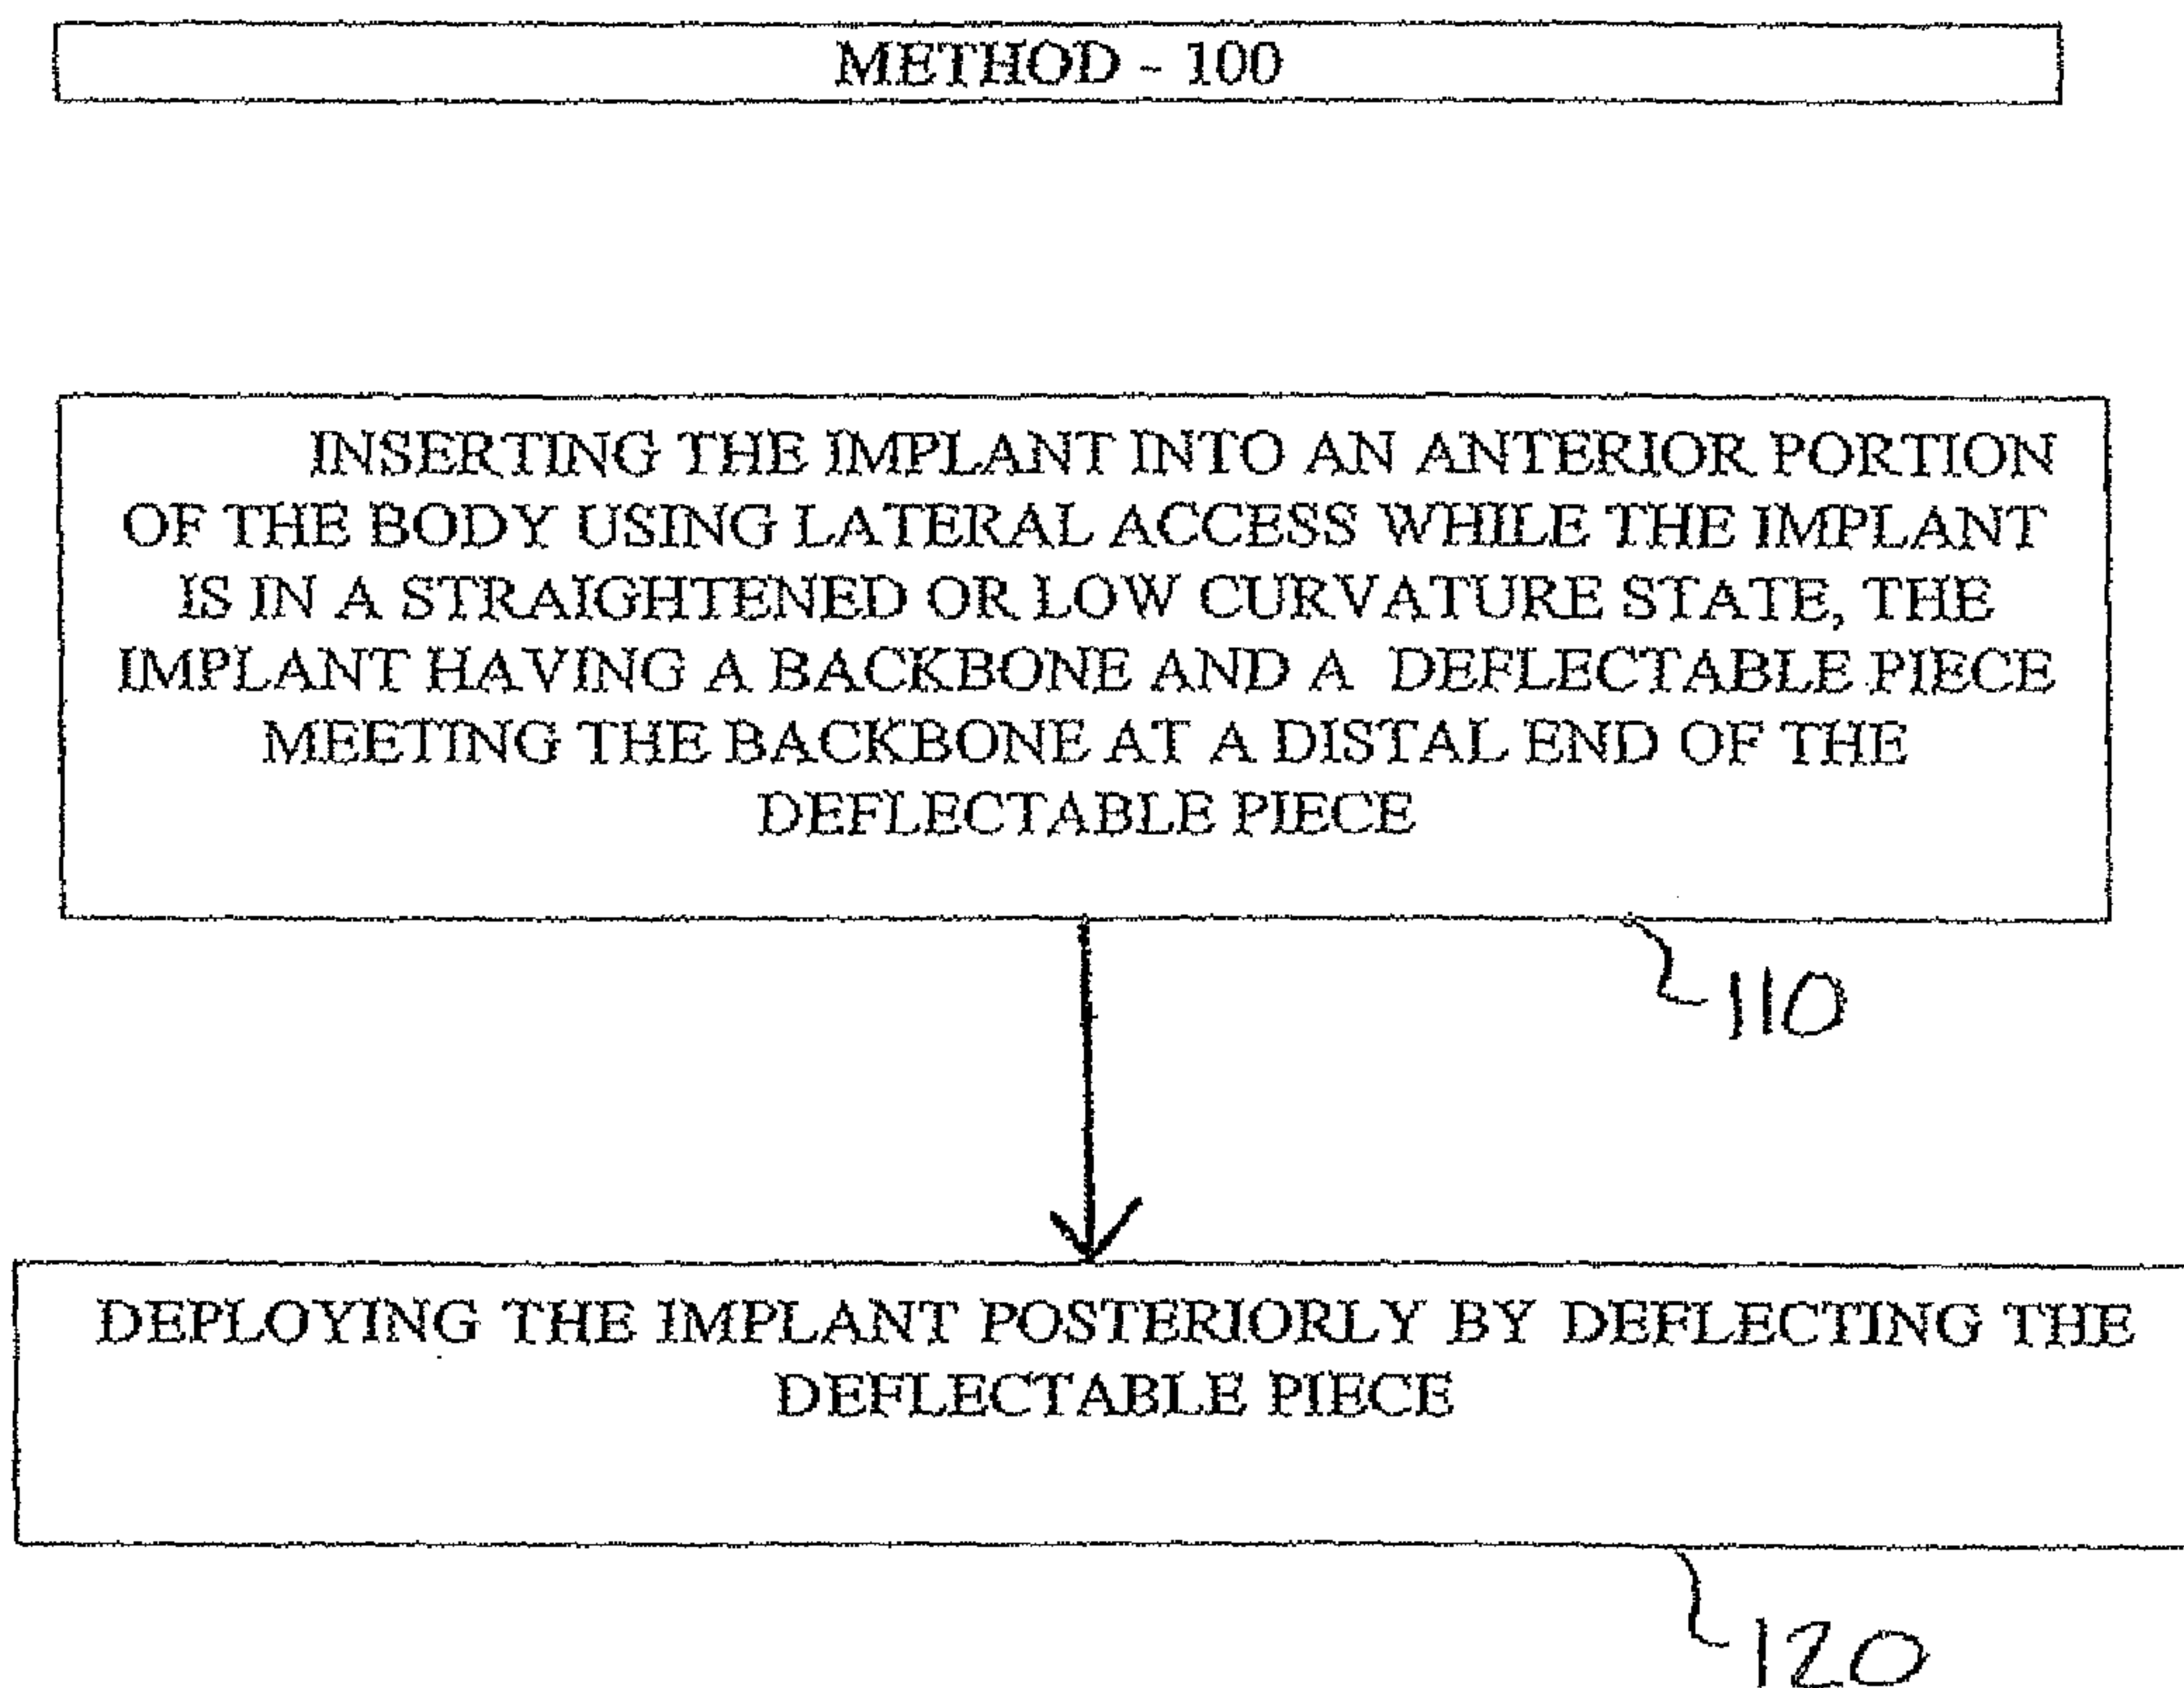 METHOD - 100
INSERTING THE IMPLANT INTO AN ANTERIOR PORTION
OF THE BODY USING LATERAL ACCESS WHILE THE IMPLANT
IS IN A STRAIGHTENED OR LOW CURVATURE STATE, THE
IMPLANT HAVING A BACKBONE AND A DEFLECTABLE PIECE
MEETING THE BACKBONE AT A DISTAL END OF THE
DEFLECTABLE PIECE
110
DEPLOYING THE IMPLANT POSTERIORLY BY DEFLECTING THE
DEFLECTABLE PIECE
120